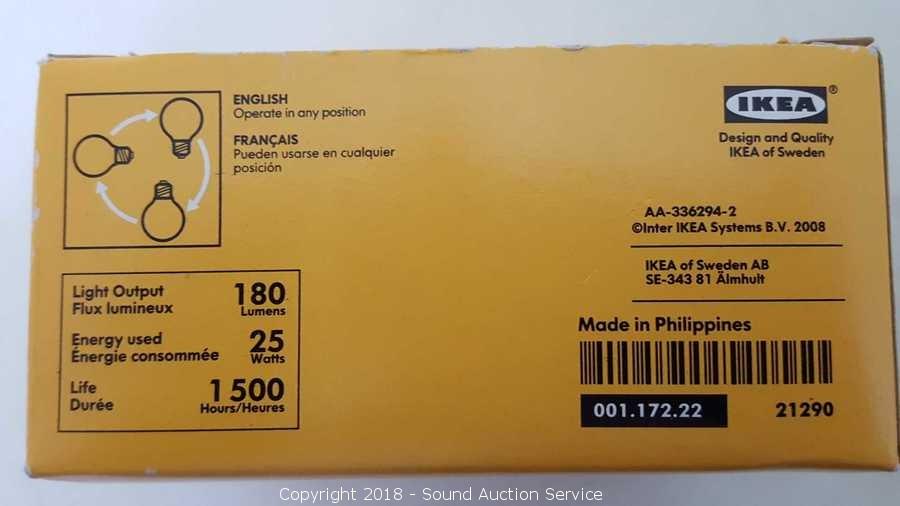 ENGLISH
Operate in any position
FRANÇAIS
Pueden usarse en cualquier
posición
IKEA®
Design and Quality
IKEA of Sweden
AA-336294-2
©Inter IKEA Systems B.V. 2008
IKEA of Sweden AB
SE-343 81 Älmhult
Light Output 180
Flux lumineux Lumens
Energy used 25
Énergie consommée Watts
Life 1 500
Durée Hours/Heures
Made in Philippines
001.172.22 21290
Copyright 2018 - Sound Auction Service